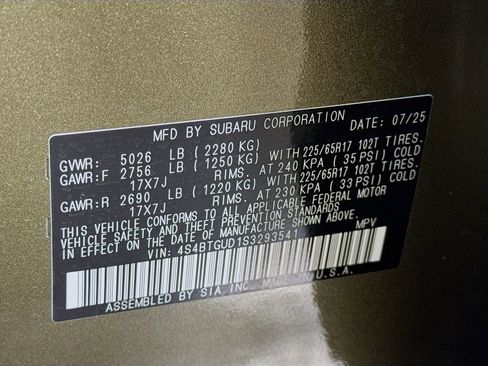 MFD BY SUBARU CORPORATION DATE: 07/25
GVWR: 5026 LB (2280 KG)
GAWR:F 2756 LB (1250 KG) WITH 225/65R17 102T TIRES.
17X7J RIMS. AT 240 KPA (35 PSI) COLD
GAWR:R 2690 LB (1220 KG) WITH 225/65R17 102T TIRES.
17X7J RIMS. AT 230 KPA (33 PSI) COLD
THIS VEHICLE CONFORMS TO ALL APPLICABLE FEDERAL MOTOR
VEHICLE SAFETY AND THEFT PREVENTION STANDARDS
IN EFFECT ON THE DATE OF MANUFACTURE SHOWN ABOVE.
VIN: 4S4BTGUD1S3293541 MPV
ASSEMBLED BY SIA INC. MADE IN U.S.A.